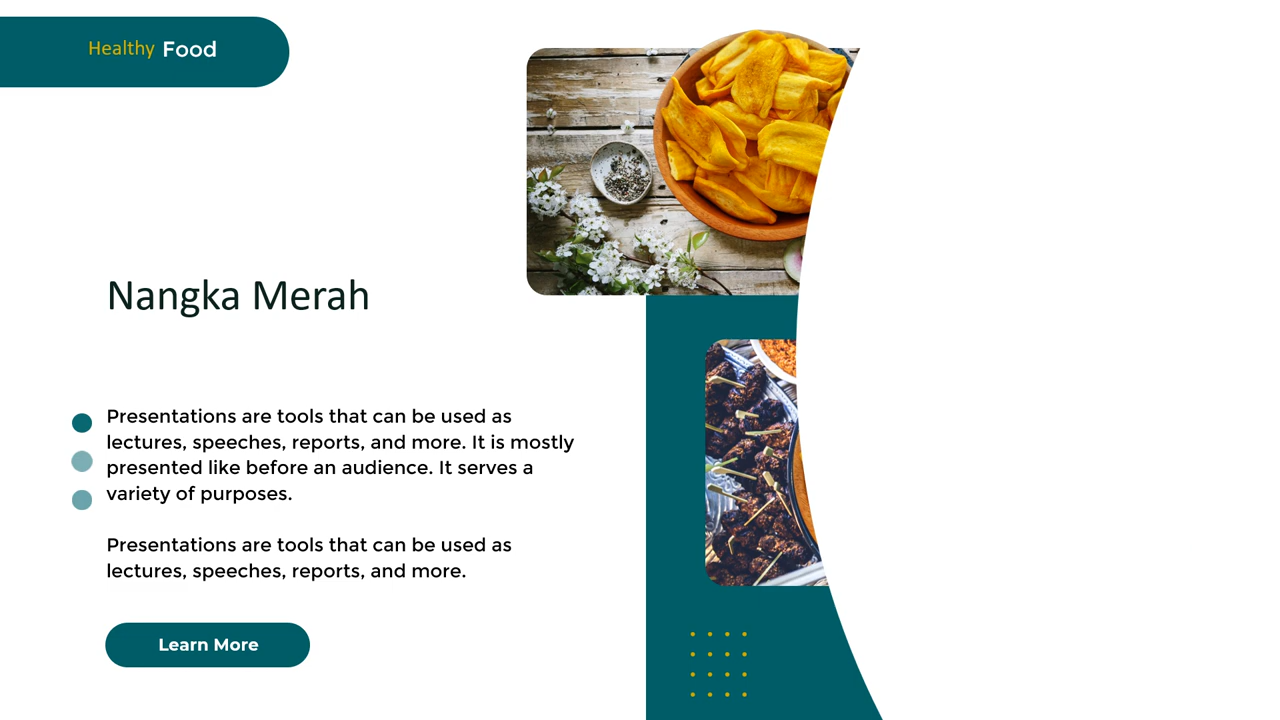 Healthy Food
Nangka Merah
Presentations are tools that can be used as
lectures, speeches, reports, and more. It is mostly
presented like before an audience. It serves a
variety of purposes.
Presentations are tools that can be used as
lectures, speeches, reports, and more.
Learn More